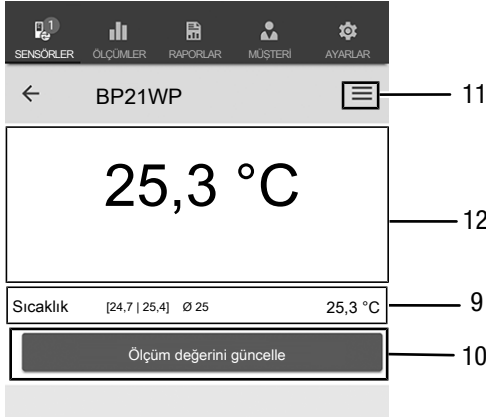 1
SENSÖRLER ÖLÇÜMLER RAPORLAR MÜŞTERİ AYARLAR
BP21WP 11
25,3 °C
12
Sıcaklık [24,7 | 25,4] Ø 25 25,3 °C 9
Ölçüm değerini güncelle 10